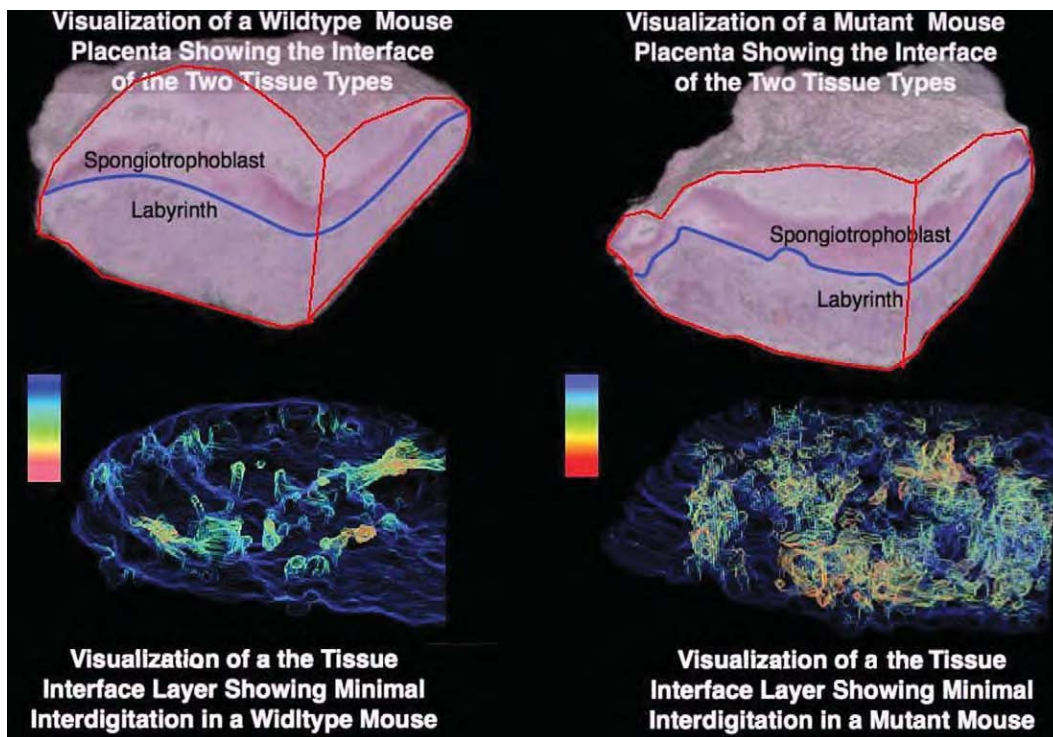 Visualization of a Wildtype Mouse
Placenta Showing the Interface
of the Two Tissue Types
Spongiotrophoblast
Labyrinth
Visualization of a Mutant Mouse
Placenta Showing the Interface
of the Two Tissue Types
Spongiotrophoblast
Labyrinth
Visualization of a the Tissue
Interface Layer Showing Minimal
Interdigitation in a Widltype Mouse
Visualization of a the Tissue
Interface Layer Showing Minimal
Interdigitation in a Mutant Mouse